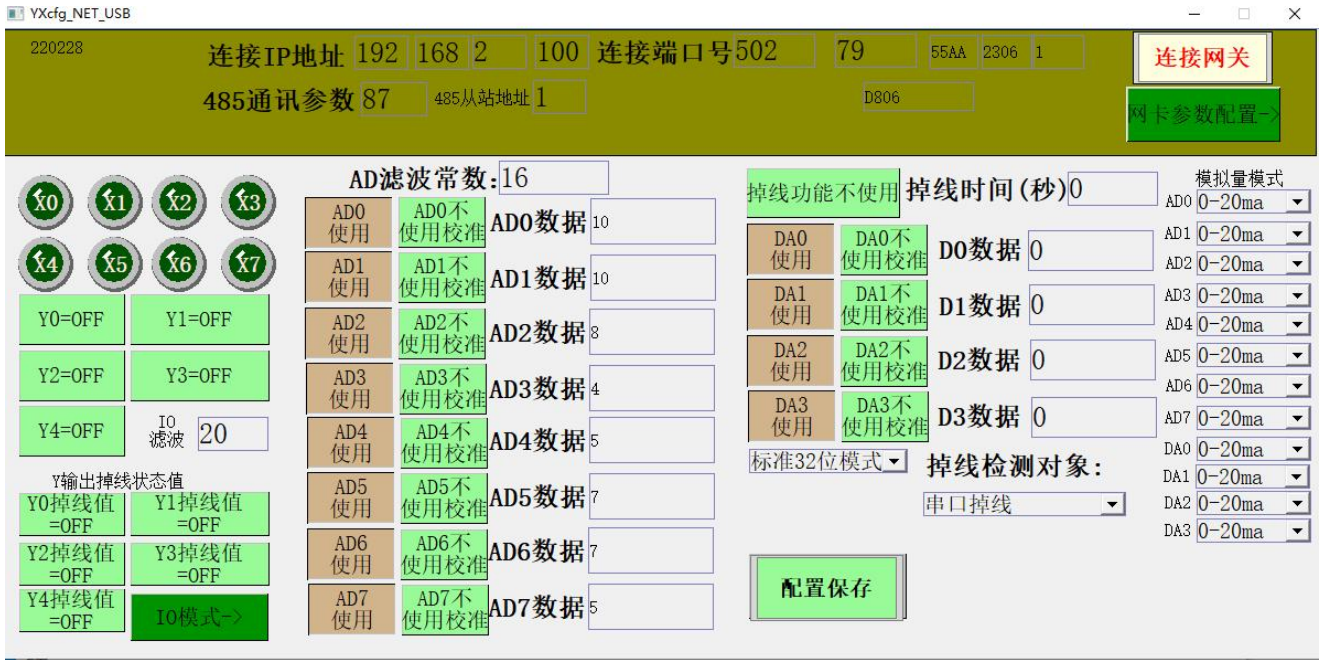 YXcfg_NET_USB
220228 连接IP地址 192 168 2 100 连接端口号 502 79 55AA 2306 1 连接网关
485通讯参数 87 485从站地址 1 D806 网卡参数配置->
X0 X1 X2 X3
X4 X5 X6 X7
Y0=OFF Y1=OFF
Y2=OFF Y3=OFF
Y4=OFF IO滤波 20
Y输出掉线状态值
Y0掉线值=OFF Y1掉线值=OFF
Y2掉线值=OFF Y3掉线值=OFF
Y4掉线值=OFF IO模式->
AD滤波常数: 16
AD0使用 AD0不使用校准 AD0数据 10
AD1使用 AD1不使用校准 AD1数据 10
AD2使用 AD2不使用校准 AD2数据 8
AD3使用 AD3不使用校准 AD3数据 4
AD4使用 AD4不使用校准 AD4数据 5
AD5使用 AD5不使用校准 AD5数据 7
AD6使用 AD6不使用校准 AD6数据 7
AD7使用 AD7不使用校准 AD7数据 5
掉线功能不使用 掉线时间(秒) 0
DA0使用 DA0不使用校准 D0数据 0
DA1使用 DA1不使用校准 D1数据 0
DA2使用 DA2不使用校准 D2数据 0
DA3使用 DA3不使用校准 D3数据 0
标准32位模式 掉线检测对象:
串口掉线
配置保存
模拟量模式
AD0 0-20ma
AD1 0-20ma
AD2 0-20ma
AD3 0-20ma
AD4 0-20ma
AD5 0-20ma
AD6 0-20ma
AD7 0-20ma
DA0 0-20ma
DA1 0-20ma
DA2 0-20ma
DA3 0-20ma